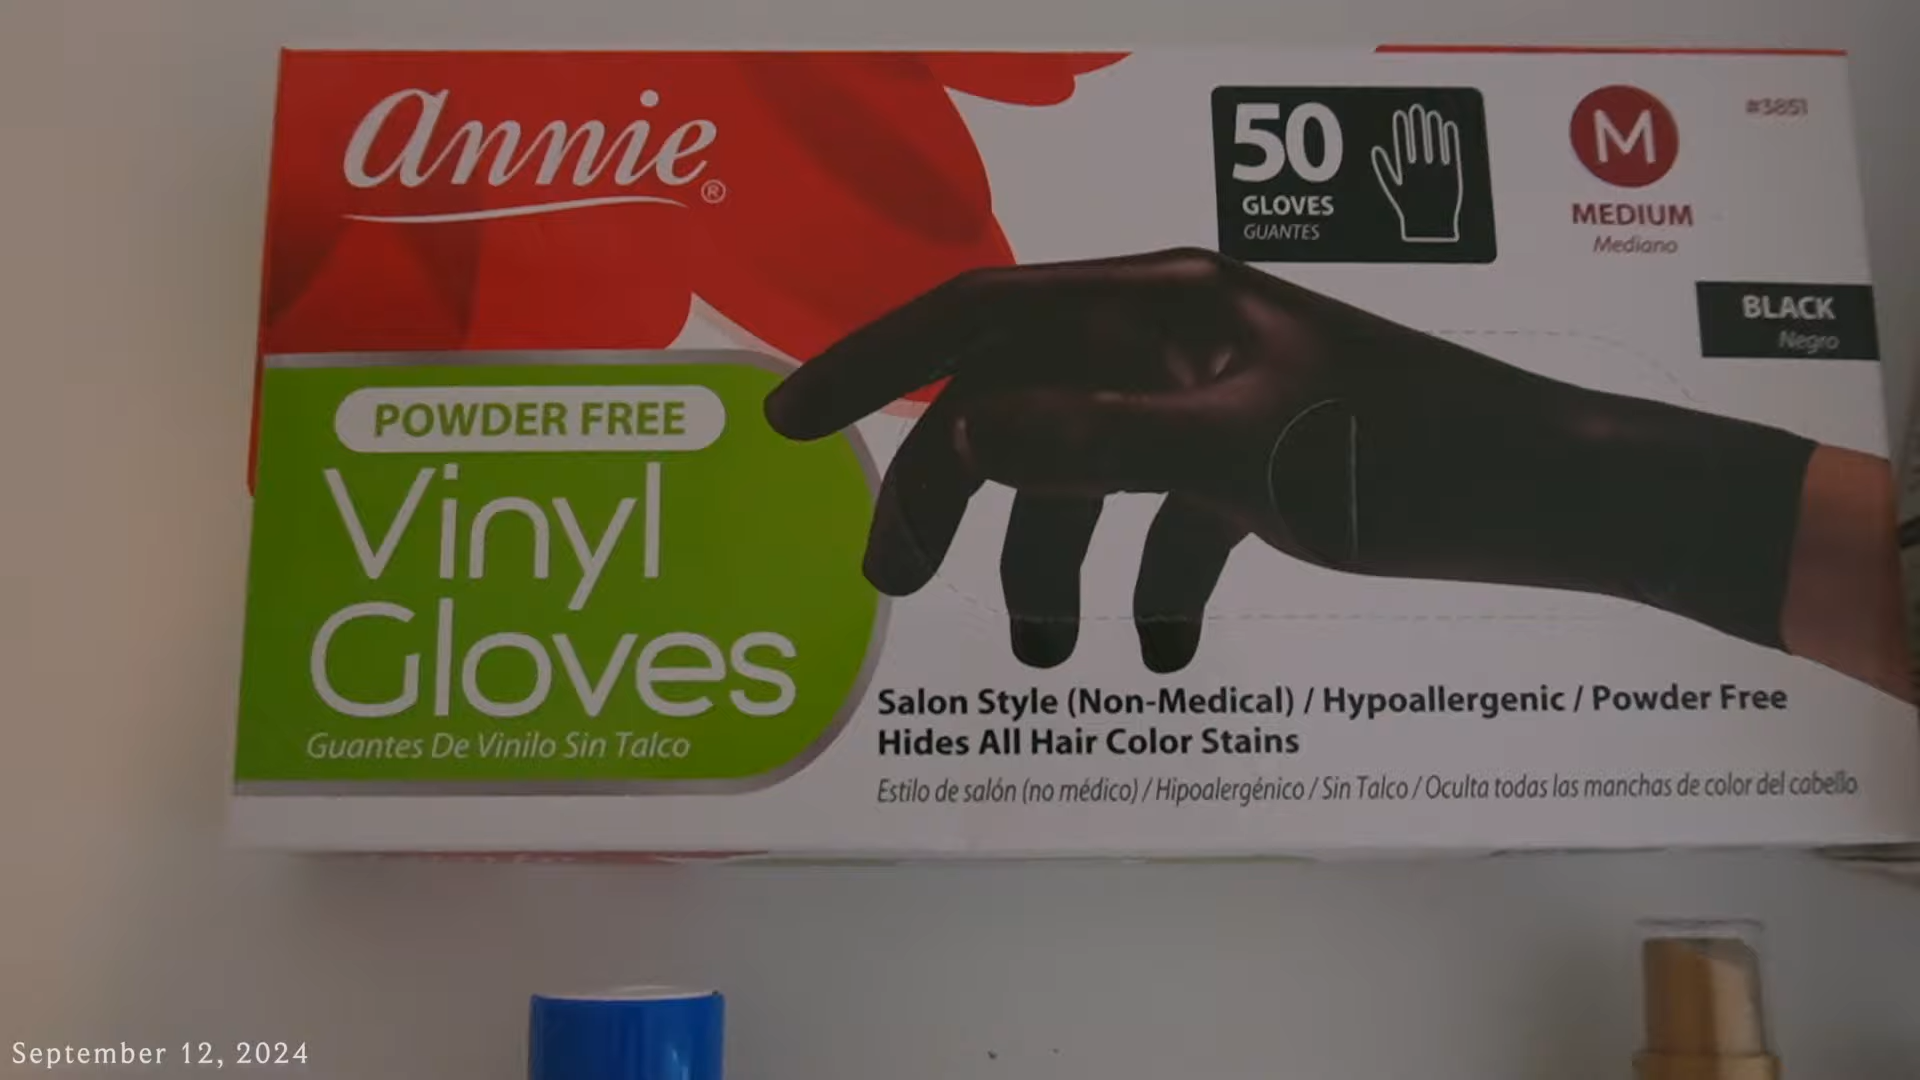 annie®
50
GLOVES
GUANTES
M
MEDIUM
Mediano
#3851
BLACK
Negro
POWDER FREE
Vinyl
Gloves
Guantes De Vinilo Sin Talco
Salon Style (Non-Medical) / Hypoallergenic / Powder Free
Hides All Hair Color Stains
Estilo de salón (no médico) / Hipoalergénico / Sin Talco / Oculta todas las manchas de color del cabello
September 12, 2024